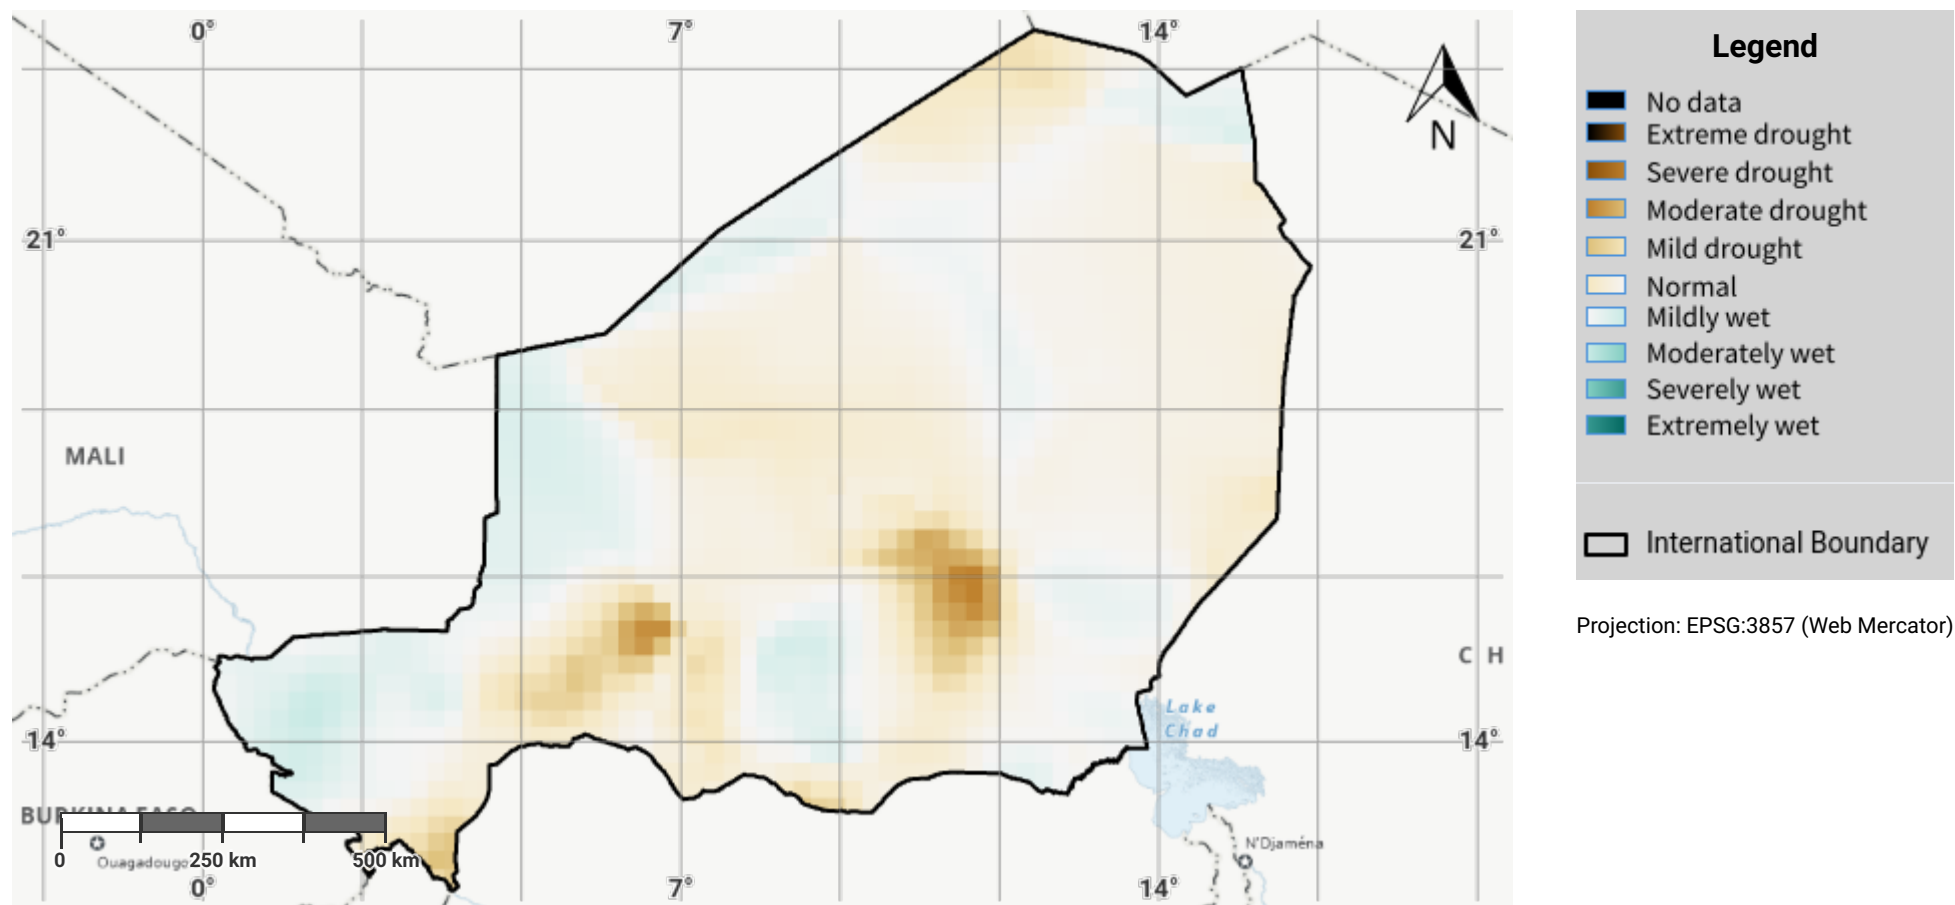 0°
7°
14°
N
21°
21°
MALI
C H
Lake
Chad
14°
14°
BURKINA FASO
Ouagadougo
N'Djaména
0
250 km
500 km
0°
7°
14°
Legend
No data
Extreme drought
Severe drought
Moderate drought
Mild drought
Normal
Mildly wet
Moderately wet
Severely wet
Extremely wet
International Boundary
Projection: EPSG:3857 (Web Mercator)